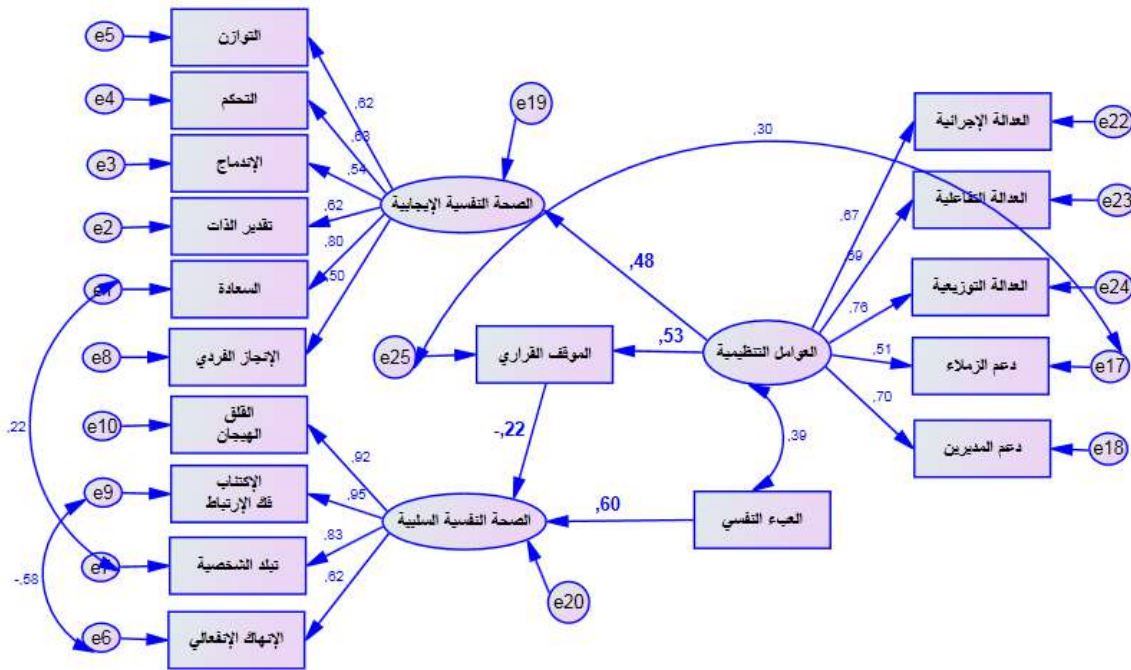 e5
التوازن
e4
التحكم
e3
الإندماج
e2
تقدير الذات
السعادة
e8
الإنجاز الفردي
e10
القلق
الهيجان
e9
الإكتئاب
فك الإرتباط
تبلد الشخصية
e6
الإنهاك الإنفعالي
,22
-,58
,62
,63
,54
,62
,80
,50
e19
الصحة النفسية الإيجابية
,48
,30
e25
الموقف القراري
,53
-,22
,92
,95
,83
,62
الصحة النفسية السلبية
e20
,60
العبء النفسي
,39
العوامل التنظيمية
,67
,76
,51
,70
العدالة الإجرائية
e22
العدالة التفاعلية
e23
العدالة التوزيعية
e24
دعم الزملاء
e17
دعم المديرين
e18